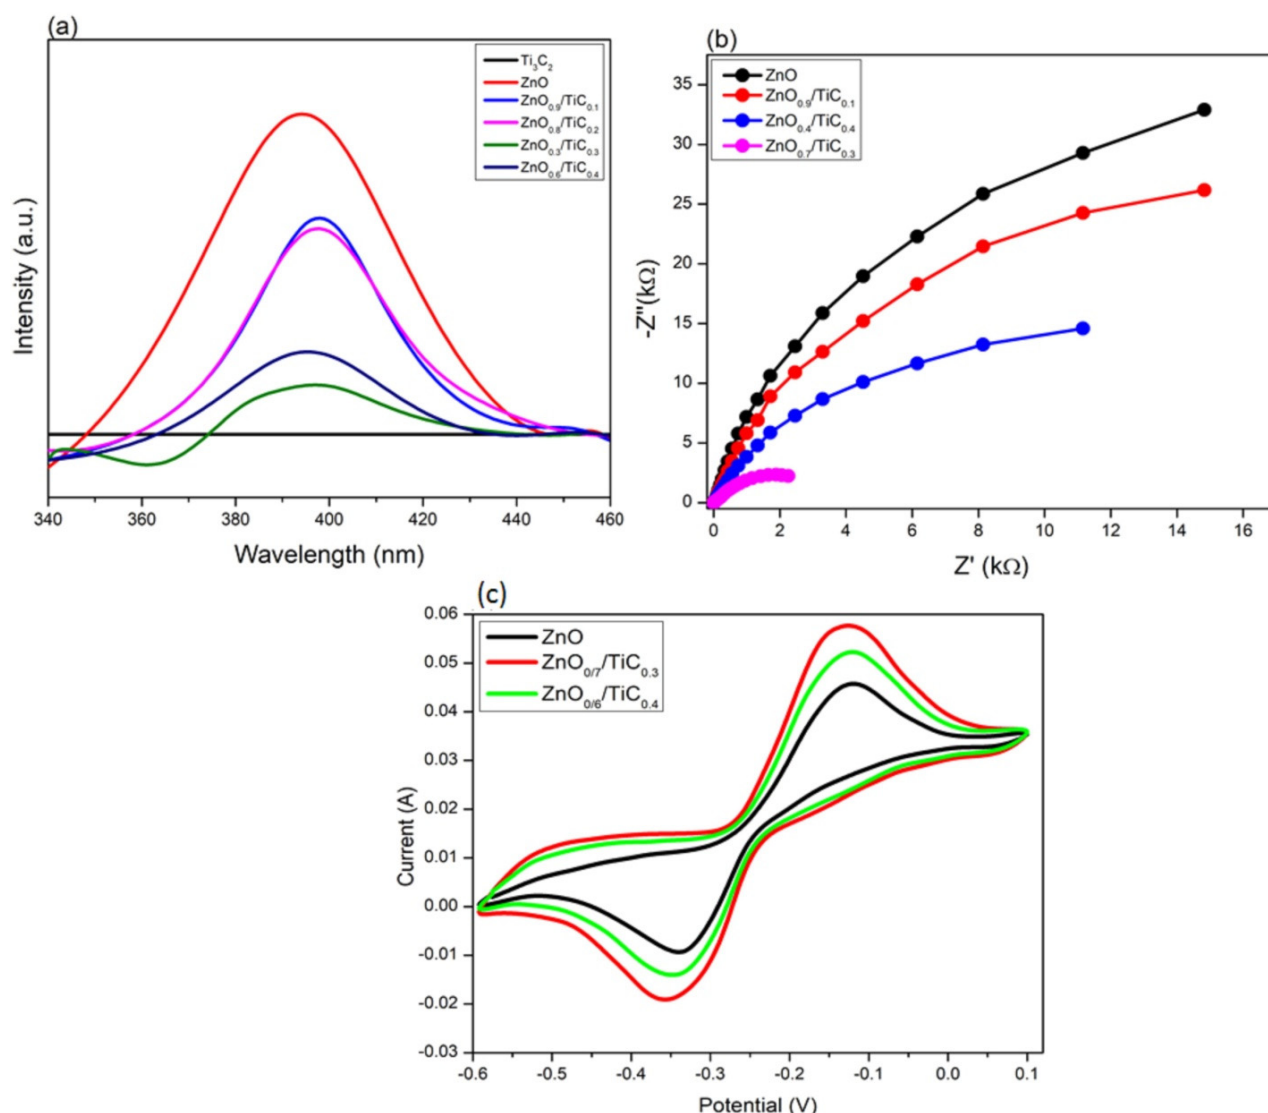 (a)
Ti₃C₂
ZnO
ZnO₀.₉/TiC₀.₁
ZnO₀.₈/TiC₀.₂
ZnO₀.₃/TiC₀.₃
ZnO₀.₆/TiC₀.₄
Intensity (a.u.)
340 360 380 400 420 440 460
Wavelength (nm)
(b)
ZnO
ZnO₀.₉/TiC₀.₁
ZnO₀.₄/TiC₀.₄
ZnO₀.₇/TiC₀.₃
35
30
25
20
15
10
5
0
-Z"(kΩ)
0 2 4 6 8 10 12 14 16
Z' (kΩ)
(c)
ZnO
ZnO₀/₇/TiC₀.₃
ZnO₀/₆/TiC₀.₄
0.06
0.05
0.04
0.03
0.02
0.01
0.00
-0.01
-0.02
-0.03
Current (A)
-0.6 -0.5 -0.4 -0.3 -0.2 -0.1 0.0 0.1
Potential (V)